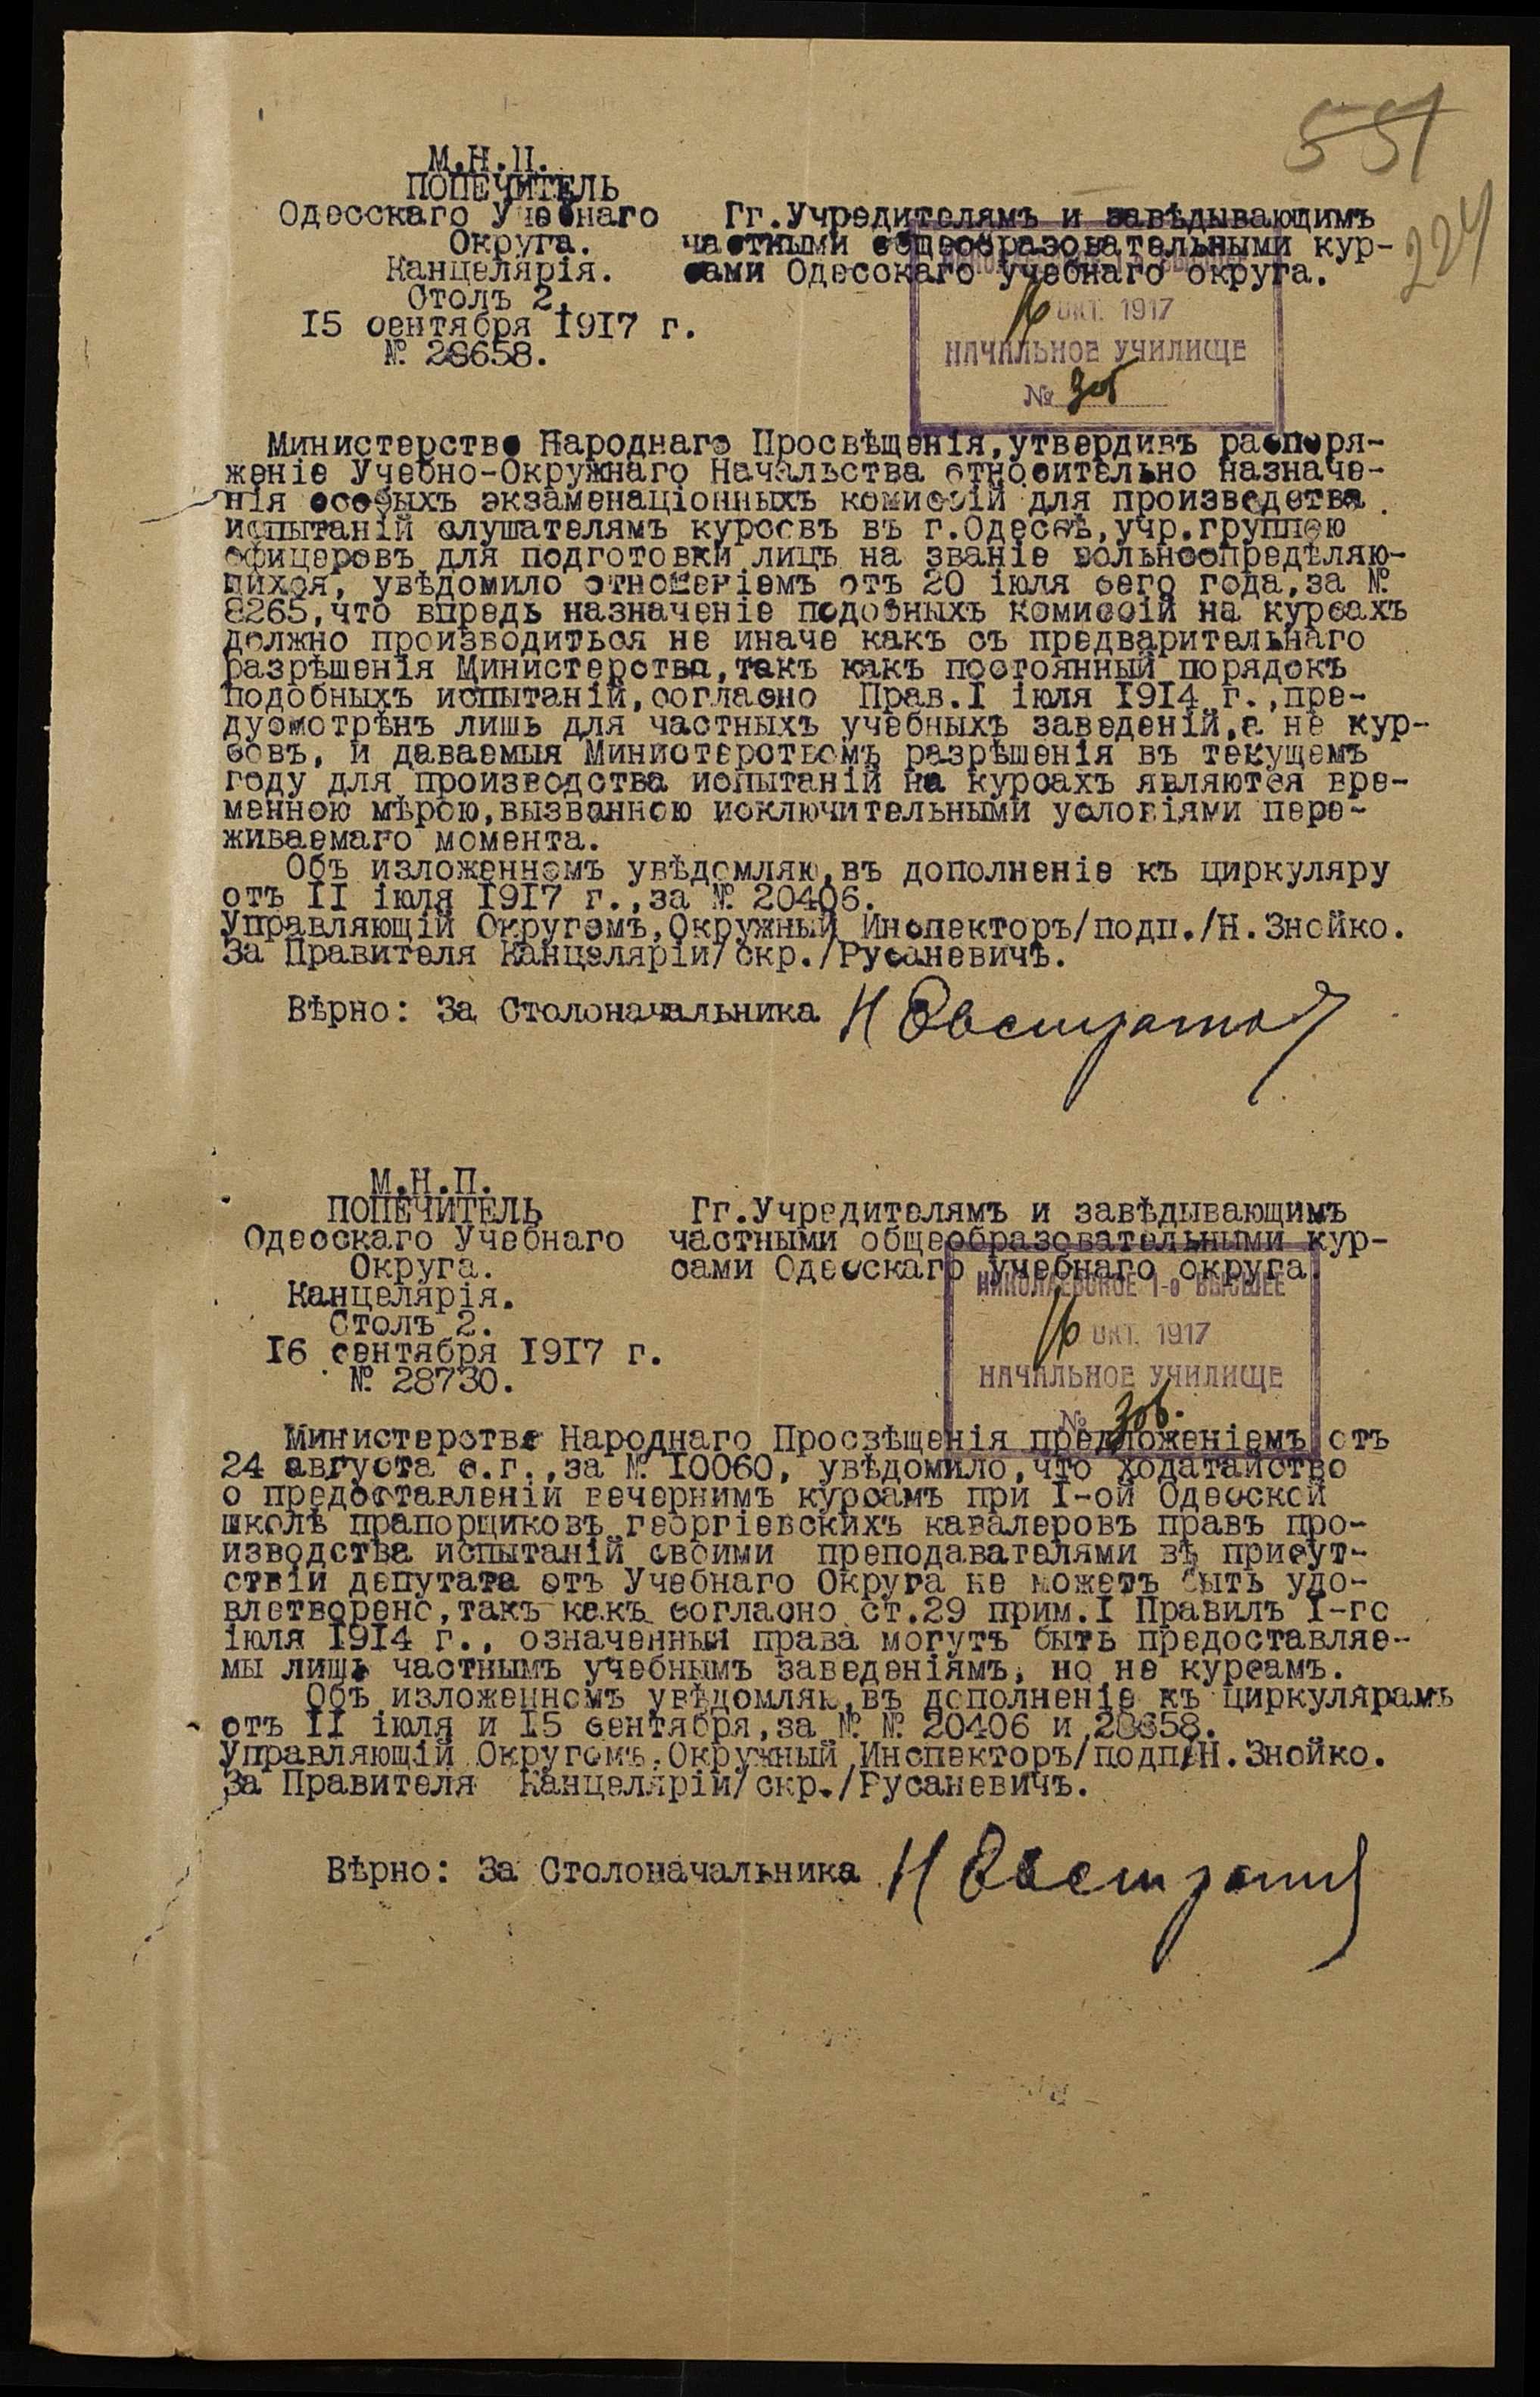 551
224
М.Н.П.
ПОПЕЧИТЕЛЬ
Одесскаго Учебнаго
Округа.
Канцелярія.
Столъ 2.
15 сентября 1917 г.
№ 28658.
Гг.Учредителямъ и завѣдывающимъ
частными общеобразовательными кур-
сами Одесскаго учебнаго округа.
16 ОКТ. 1917
НАЧАЛЬНОЕ УЧИЛИЩЕ
№
Министерство Народнаго Просвѣщенія,утвердивъ распоря-
женіе Учебно-Окружнаго Начальства относительно назначе-
нія особыхъ экзаменаціонныхъ комиссій для производства
испытаній слушателямъ курсовъ въ г.Одессѣ,учр.группою
офицеровъ для подготовки лицъ на званіе вольноопредѣляю-
щихся, увѣдомило отношеніемъ отъ 20 іюля сего года,за №
8265,что впредь назначеніе подобныхъ комиссій на курсахъ
должно производиться не иначе какъ съ предварительнаго
разрѣшенія Министерства,такъ какъ постоянный порядокъ
подобныхъ испытаній,согласно Прав.I іюля 1914 г.,пре-
дусмотрѣнъ лишь для частныхъ учебныхъ заведеній,а не кур-
совъ, и даваемыя Министерствомъ разрѣшенія въ текущемъ
году для производства испытаній на курсахъ являются вре-
менною мѣрою,вызванною исключительными условіями пере-
живаемаго момента.
Объ изложенномъ увѣдомляю,въ дополненіе къ циркуляру
отъ II іюля 1917 г.,за № 20406.
Управляющій Округомъ,Окружный Инспекторъ/подп./Н.Знойко.
За Правителя Канцеляріи/скр./Русаневичъ.
Вѣрно: За Столоначальника
М.Н.П.
ПОПЕЧИТЕЛЬ
Одесскаго Учебнаго
Округа.
Канцелярія.
Столъ 2.
16 сентября 1917 г.
№ 28730.
Гг.Учредителямъ и завѣдывающимъ
частными общеобразовательными кур-
сами Одесскаго учебнаго округа.
НИКОЛАЕВСКОЕ 1-е ВЫСШЕЕ
16 ОКТ. 1917
НАЧАЛЬНОЕ УЧИЛИЩЕ
№
Министерство Народнаго Просвѣщенія предложеніемъ отъ
24 августа с.г.,за № 10060, увѣдомило,что ходатайство
о предоставленіи вечернимъ курсамъ при I-ой Одесской
школѣ прапорщиковъ георгіевскихъ кавалеровъ правъ про-
изводства испытаній своими преподавателями въ присут-
ствіи депутата отъ Учебнаго Округа не можетъ быть удо-
влетворено,такъ какъ согласно ст.29 прим.I Правилъ I-го
іюля 1914 г., означенныя права могутъ быть предоставляе-
мы лишь частнымъ учебнымъ заведеніямъ, но не курсамъ.
Объ изложенномъ увѣдомляю,въ дополненіе къ циркулярамъ
отъ II іюля и 15 сентября,за № № 20406 и 28658.
Управляющій Округомъ,Окружный Инспекторъ/подп/Н.Знойко.
За Правителя Канцеляріи/скр./Русаневичъ.
Вѣрно: За Столоначальника